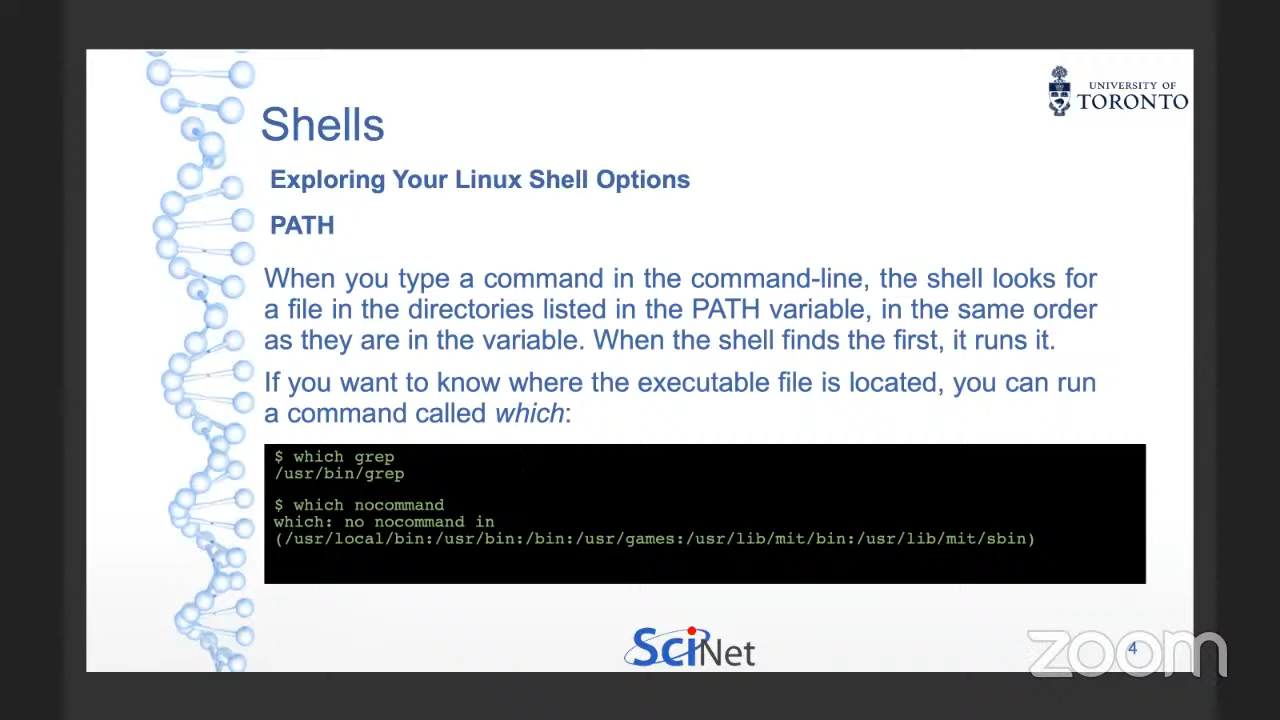 UNIVERSITY OF
TORONTO
Shells
Exploring Your Linux Shell Options
PATH
When you type a command in the command-line, the shell looks for
a file in the directories listed in the PATH variable, in the same order
as they are in the variable. When the shell finds the first, it runs it.
If you want to know where the executable file is located, you can run
a command called which:
$ which grep
/usr/bin/grep
$ which nocommand
which: no nocommand in
(/usr/local/bin:/usr/bin:/bin:/usr/games:/usr/lib/mit/bin:/usr/lib/mit/sbin)
SciNet
4
zoom